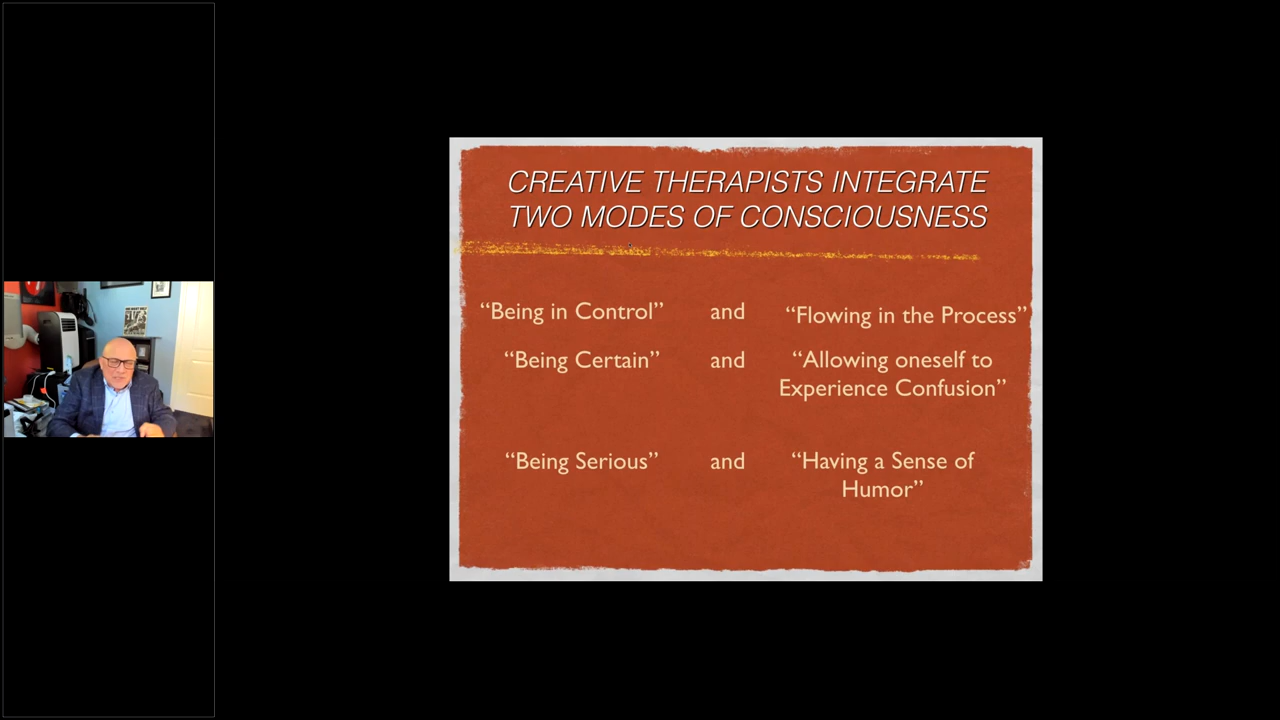 CREATIVE THERAPISTS INTEGRATE
TWO MODES OF CONSCIOUSNESS
“Being in Control” and “Flowing in the Process”
“Being Certain” and “Allowing oneself to
Experience Confusion”
“Being Serious” and “Having a Sense of
Humor”